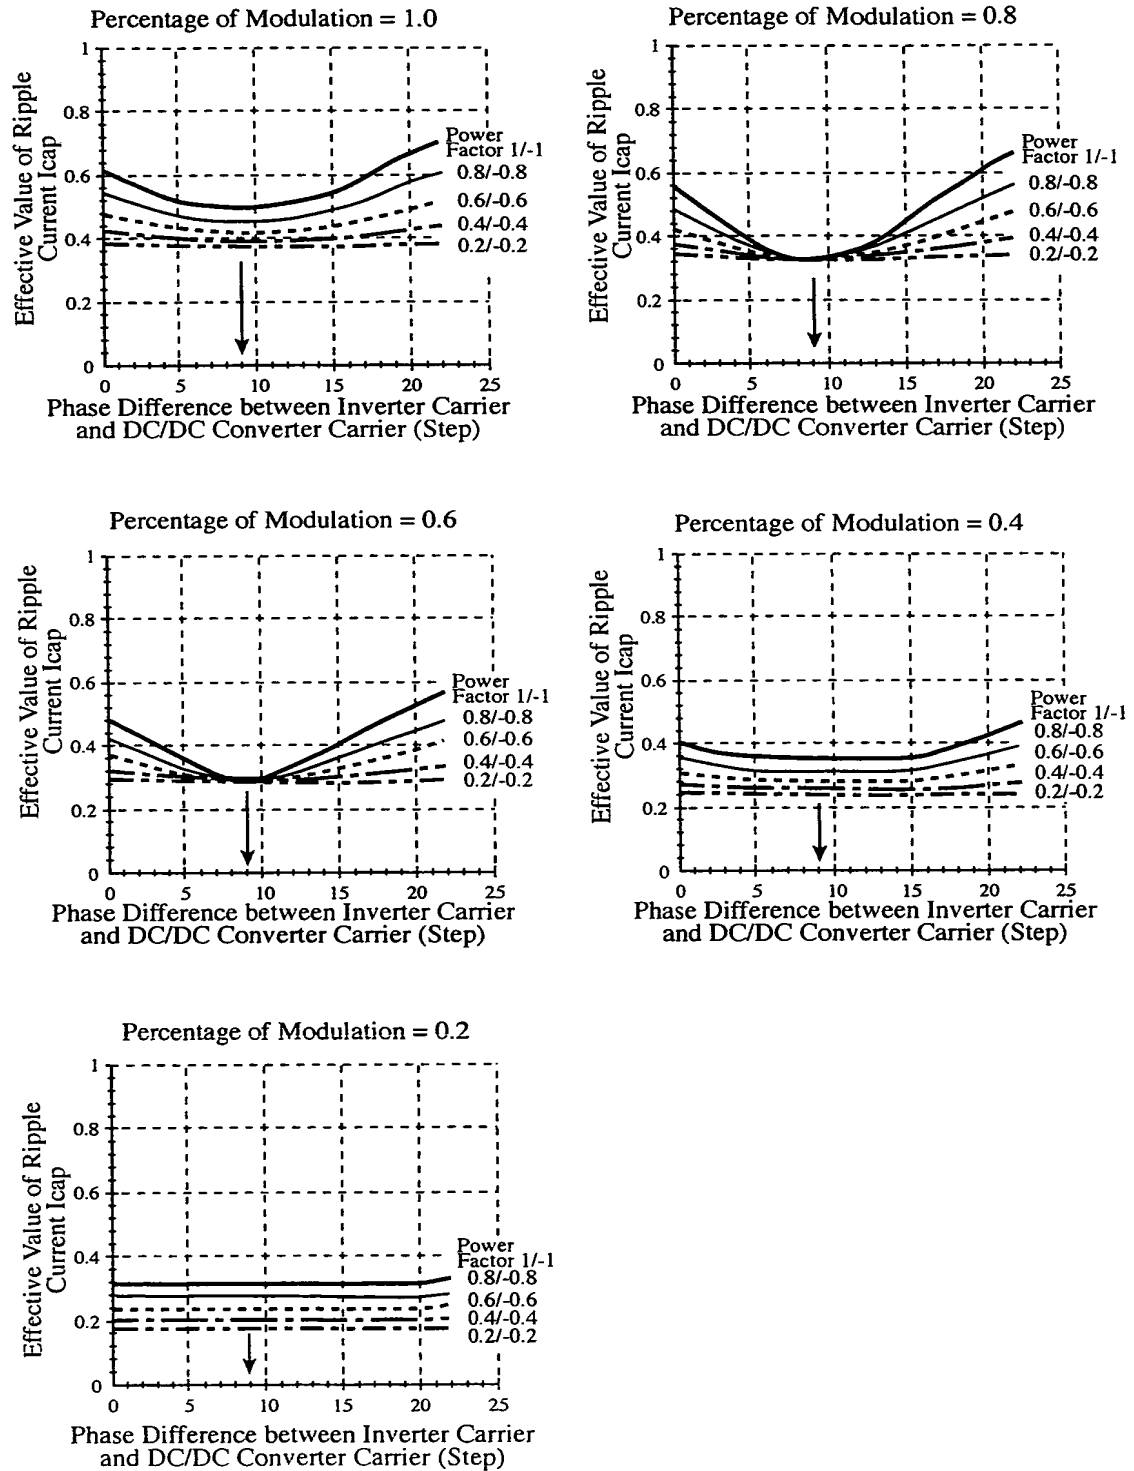 Percentage of Modulation = 1.0
Effective Value of Ripple
Current Icap
1
0.8
0.6
0.4
0.2
0
Power
Factor 1/-1
0.8/-0.8
0.6/-0.6
0.4/-0.4
0.2/-0.2
0 5 10 15 20 25
Phase Difference between Inverter Carrier
and DC/DC Converter Carrier (Step)
Percentage of Modulation = 0.8
Effective Value of Ripple
Current Icap
1
0.8
0.6
0.4
0.2
0
Power
Factor 1/-1
0.8/-0.8
0.6/-0.6
0.4/-0.4
0.2/-0.2
0 5 10 15 20 25
Phase Difference between Inverter Carrier
and DC/DC Converter Carrier (Step)
Percentage of Modulation = 0.6
Effective Value of Ripple
Current Icap
1
0.8
0.6
0.4
0.2
0
Power
Factor 1/-1
0.8/-0.8
0.6/-0.6
0.4/-0.4
0.2/-0.2
0 5 10 15 20 25
Phase Difference between Inverter Carrier
and DC/DC Converter Carrier (Step)
Percentage of Modulation = 0.4
Effective Value of Ripple
Current Icap
1
0.8
0.6
0.4
0.2
0
Power
Factor 1/-1
0.8/-0.8
0.6/-0.6
0.4/-0.4
0.2/-0.2
0 5 10 15 20 25
Phase Difference between Inverter Carrier
and DC/DC Converter Carrier (Step)
Percentage of Modulation = 0.2
Effective Value of Ripple
Current Icap
1
0.8
0.6
0.4
0.2
0
Power
Factor 1/-1
0.8/-0.8
0.6/-0.6
0.4/-0.4
0.2/-0.2
0 5 10 15 20 25
Phase Difference between Inverter Carrier
and DC/DC Converter Carrier (Step)